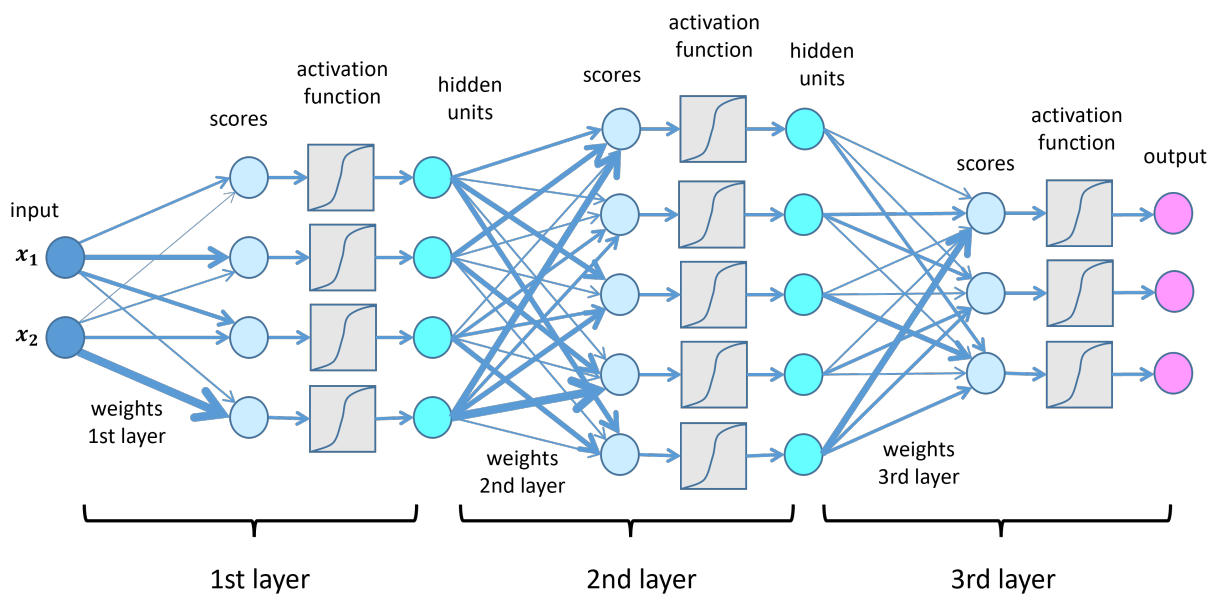 input
x₁
x₂
weights
1st layer
scores
activation
function
hidden
units
weights
2nd layer
scores
activation
function
hidden
units
weights
3rd layer
scores
activation
function
output
1st layer
2nd layer
3rd layer